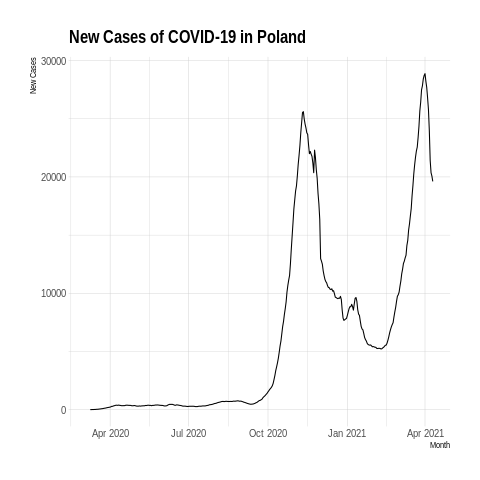 New Cases of COVID-19 in Poland
New Cases
30000
20000
10000
0
Apr 2020 Jul 2020 Oct 2020 Jan 2021 Apr 2021
Month